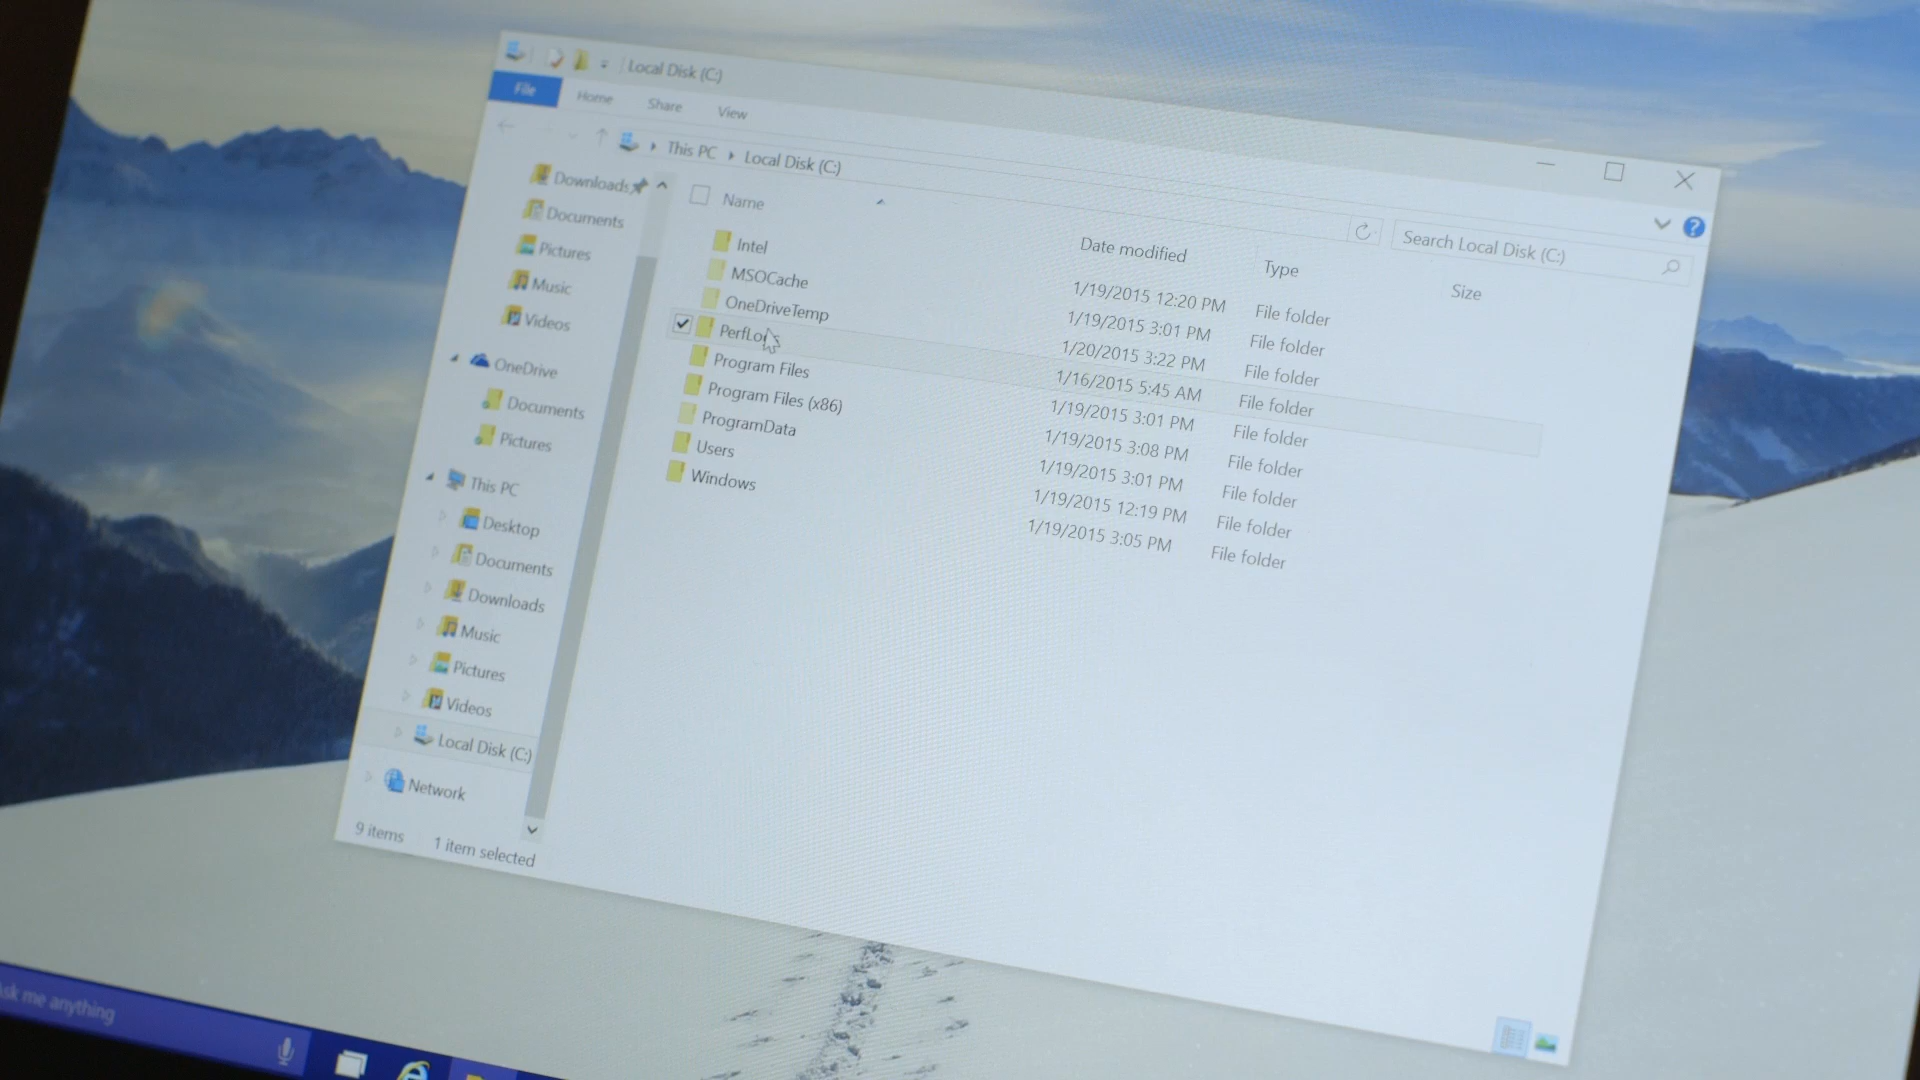 Local Disk (C:)
File Home Share View
This PC Local Disk (C:)
Search Local Disk (C:)
Downloads
Documents
Pictures
Music
Videos
OneDrive
Documents
Pictures
This PC
Desktop
Documents
Downloads
Music
Pictures
Videos
Local Disk (C:)
Network
Name Date modified Type Size
Intel 1/19/2015 12:20 PM File folder
MSOCache 1/19/2015 3:01 PM File folder
OneDriveTemp 1/20/2015 3:22 PM File folder
PerfLo 1/16/2015 5:45 AM File folder
Program Files 1/19/2015 3:01 PM File folder
Program Files (x86) 1/19/2015 3:08 PM File folder
ProgramData 1/19/2015 3:01 PM File folder
Users 1/19/2015 12:19 PM File folder
Windows 1/19/2015 3:05 PM File folder
9 items 1 item selected
sk me anything